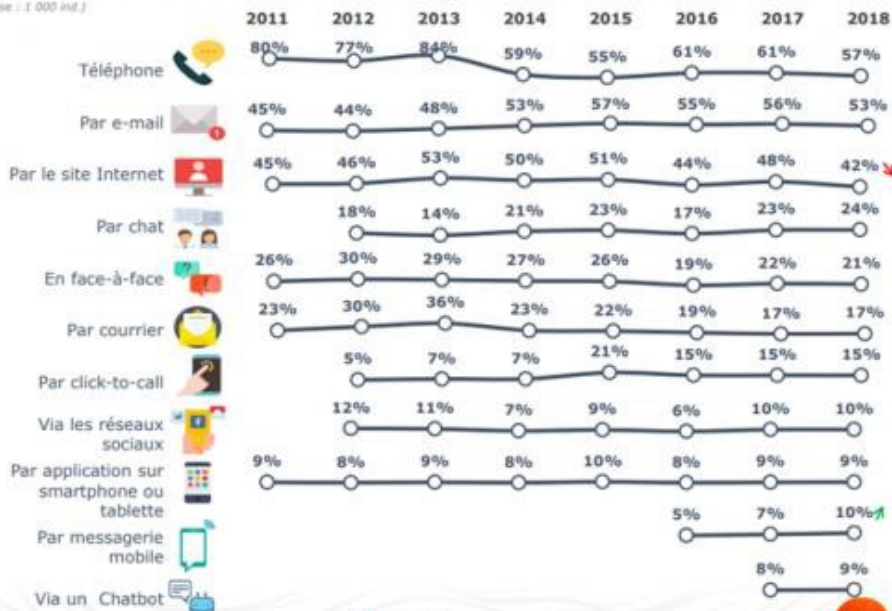 se : 1 000 ind.)
2011 2012 2013 2014 2015 2016 2017 2018
Téléphone 80% 77% 84% 59% 55% 61% 61% 57%
Par e-mail 45% 44% 48% 53% 57% 55% 56% 53%
Par le site Internet 45% 46% 53% 50% 51% 44% 48% 42%
Par chat 18% 14% 21% 23% 17% 23% 24%
En face-à-face 26% 30% 29% 27% 26% 19% 22% 21%
Par courrier 23% 30% 36% 23% 22% 19% 17% 17%
Par click-to-call 5% 7% 7% 21% 15% 15% 15%
Via les réseaux
sociaux 12% 11% 7% 9% 6% 10% 10%
Par application sur
smartphone ou
tablette 9% 8% 9% 8% 10% 8% 9% 9%
Par messagerie
mobile 5% 7% 10%
Via un Chatbot 8% 9%